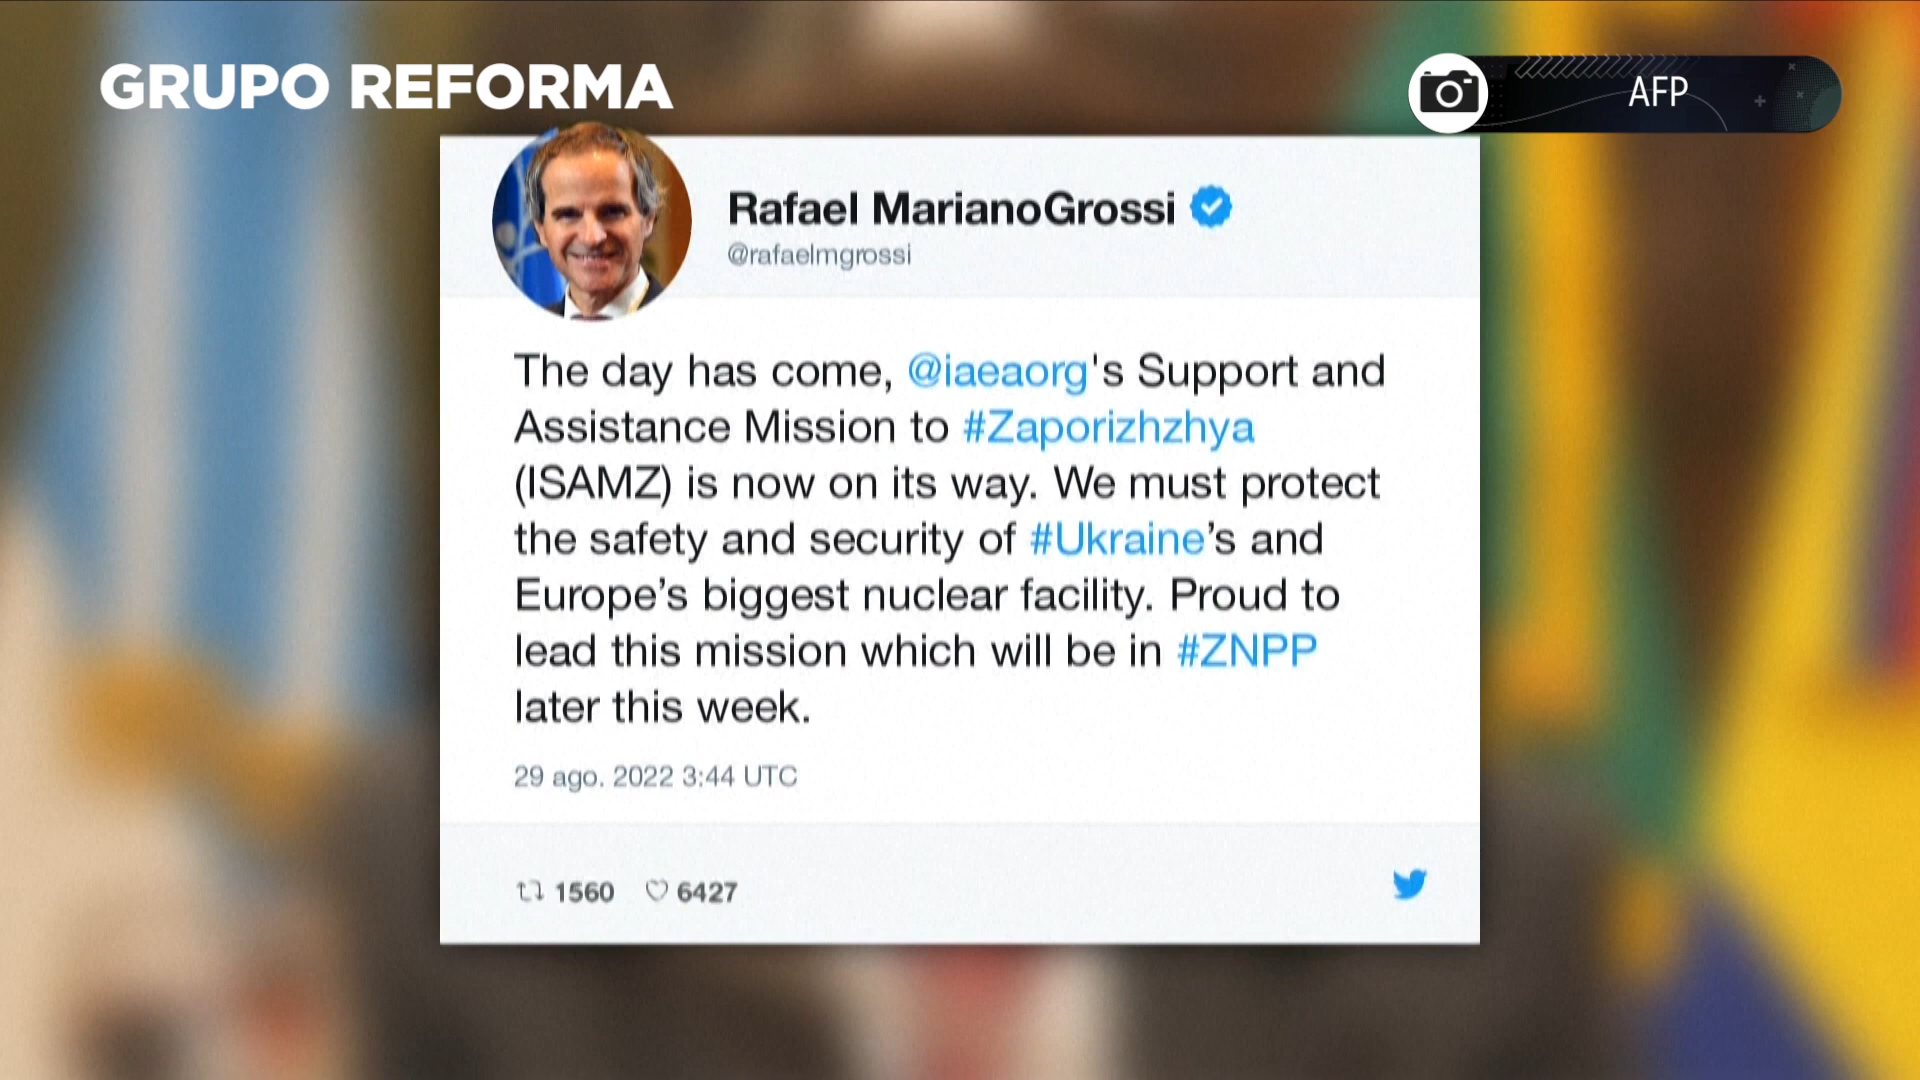 GRUPO REFORMA
AFP
Rafael MarianoGrossi
@rafaelmgrossi
The day has come, @iaeaorg's Support and
Assistance Mission to #Zaporizhzhya
(ISAMZ) is now on its way. We must protect
the safety and security of #Ukraine’s and
Europe’s biggest nuclear facility. Proud to
lead this mission which will be in #ZNPP
later this week.
29 ago. 2022 3:44 UTC
1560 6427